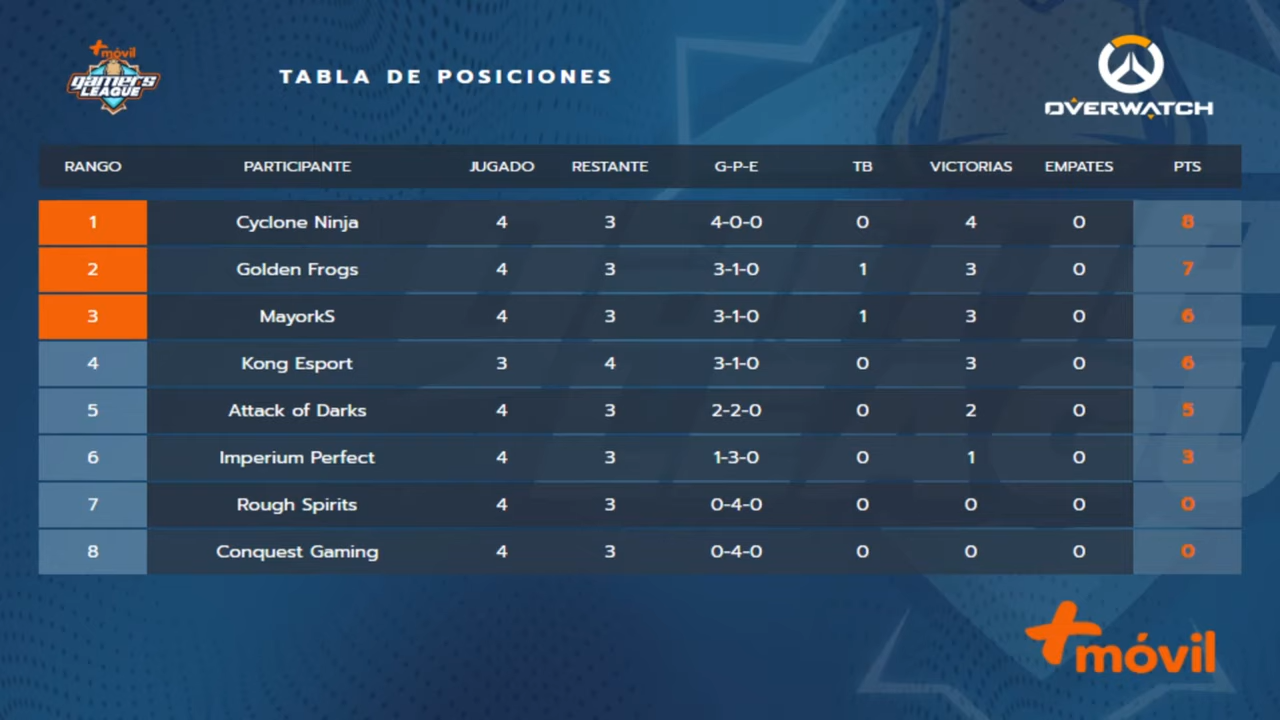 +móvil
gamers
LEAGUE
TABLA DE POSICIONES
OVERWATCH
RANGO PARTICIPANTE JUGADO RESTANTE G-P-E TB VICTORIAS EMPATES PTS
1 Cyclone Ninja 4 3 4-0-0 0 4 0 8
2 Golden Frogs 4 3 3-1-0 1 3 0 7
3 MayorkS 4 3 3-1-0 1 3 0 6
4 Kong Esport 3 4 3-1-0 0 3 0 6
5 Attack of Darks 4 3 2-2-0 0 2 0 5
6 Imperium Perfect 4 3 1-3-0 0 1 0 3
7 Rough Spirits 4 3 0-4-0 0 0 0 0
8 Conquest Gaming 4 3 0-4-0 0 0 0 0
+móvil